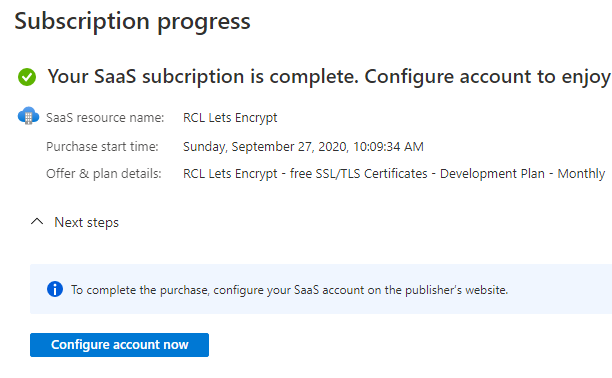 Subscription progress
Your SaaS subcription is complete. Configure account to enjoy
SaaS resource name: RCL Lets Encrypt
Purchase start time: Sunday, September 27, 2020, 10:09:34 AM
Offer & plan details: RCL Lets Encrypt - free SSL/TLS Certificates - Development Plan - Monthly
Next steps
To complete the purchase, configure your SaaS account on the publisher's website.
Configure account now